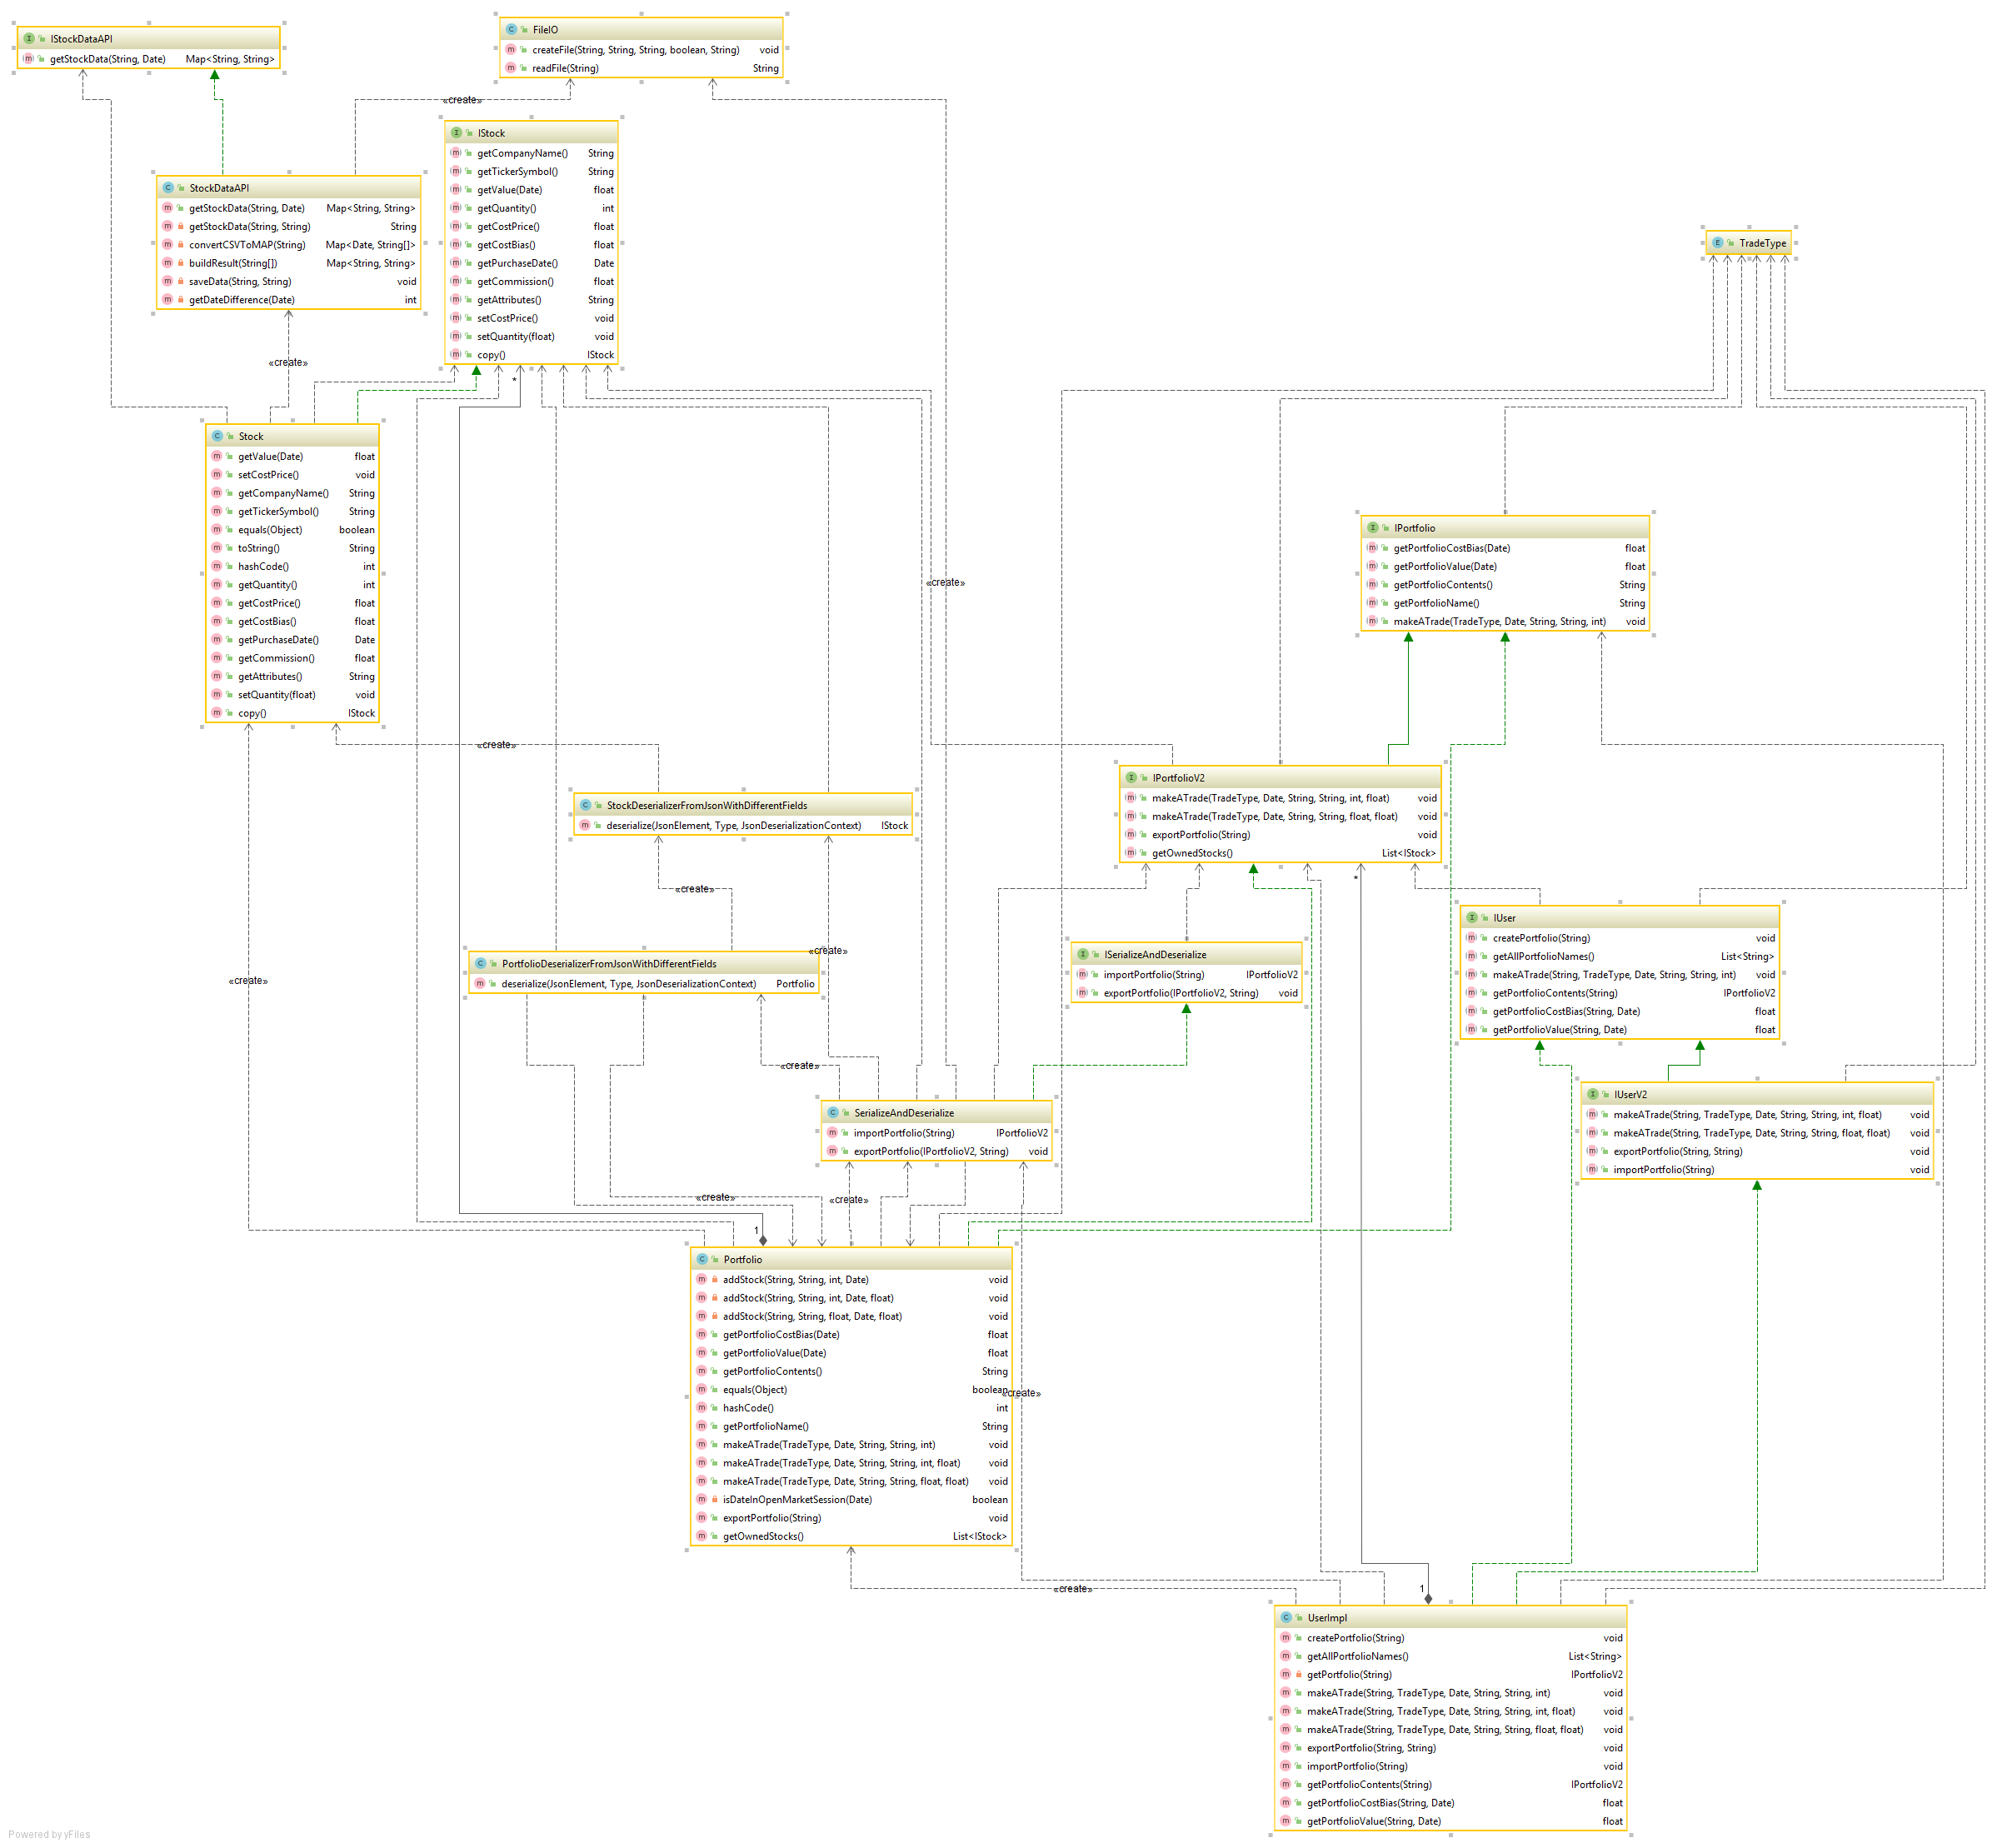 IStockDataAPI
getStockData(String, Date) Map<String, String>
FileIO
createFile(String, String, String, boolean, String) void
readFile(String) String
«create»
IStock
getCompanyName() String
getTickerSymbol() String
getValue(Date) float
getQuantity() int
getCostPrice() float
getCostBias() float
getPurchaseDate() Date
getCommission() float
getAttributes() String
setCostPrice() void
setQuantity(float) void
copy() IStock
StockDataAPI
getStockData(String, Date) Map<String, String>
getStockData(String, String) String
convertCSVToMAP(String) Map<Date, String[]>
buildResult(String[]) Map<String, String>
saveData(String, String) void
getDateDifference(Date) int
TradeType
«create»
*
Stock
getValue(Date) float
setCostPrice() void
getCompanyName() String
getTickerSymbol() String
equals(Object) boolean
toString() String
hashCode() int
getQuantity() int
getCostPrice() float
getCostBias() float
getPurchaseDate() Date
getCommission() float
getAttributes() String
setQuantity(float) void
copy() IStock
«create»
IPortfolio
getPortfolioCostBias(Date) float
getPortfolioValue(Date) float
getPortfolioContents() String
getPortfolioName() String
makeATrade(TradeType, Date, String, String, int) void
«create»
IPortfolioV2
makeATrade(TradeType, Date, String, String, int, float) void
makeATrade(TradeType, Date, String, String, float, float) void
exportPortfolio(String) void
getOwnedStocks() List<IStock>
StockDeserializerFromJsonWithDifferentFields
deserialize(JsonElement, Type, JsonDeserializationContext) IStock
«create»
*
IUser
createPortfolio(String) void
getAllPortfolioNames() List<String>
makeATrade(String, TradeType, Date, String, String, int) void
getPortfolioContents(String) IPortfolioV2
getPortfolioCostBias(String, Date) float
getPortfolioValue(String, Date) float
«create»
ISerializeAndDeserialize
importPortfolio(String) IPortfolioV2
exportPortfolio(IPortfolioV2, String) void
PortfolioDeserializerFromJsonWithDifferentFields
deserialize(JsonElement, Type, JsonDeserializationContext) Portfolio
«create»
«create»
IUserV2
makeATrade(String, TradeType, Date, String, String, int, float) void
makeATrade(String, TradeType, Date, String, String, float, float) void
exportPortfolio(String, String) void
importPortfolio(String) void
SerializeAndDeserialize
importPortfolio(String) IPortfolioV2
exportPortfolio(IPortfolioV2, String) void
«create»
«create»
1
Portfolio
addStock(String, String, int, Date) void
addStock(String, String, int, Date, float) void
addStock(String, String, float, Date, float) void
getPortfolioCostBias(Date) float
getPortfolioValue(Date) float
getPortfolioContents() String
equals(Object) boolean
«create»
hashCode() int
getPortfolioName() String
makeATrade(TradeType, Date, String, String, int) void
makeATrade(TradeType, Date, String, String, int, float) void
makeATrade(TradeType, Date, String, String, float, float) void
isDateInOpenMarketSession(Date) boolean
exportPortfolio(String) void
getOwnedStocks() List<IStock>
«create»
1
UserImpl
createPortfolio(String) void
getAllPortfolioNames() List<String>
getPortfolio(String) IPortfolioV2
makeATrade(String, TradeType, Date, String, String, int) void
makeATrade(String, TradeType, Date, String, String, int, float) void
makeATrade(String, TradeType, Date, String, String, float, float) void
exportPortfolio(String, String) void
importPortfolio(String) void
getPortfolioContents(String) IPortfolioV2
getPortfolioCostBias(String, Date) float
getPortfolioValue(String, Date) float
Powered by yFiles